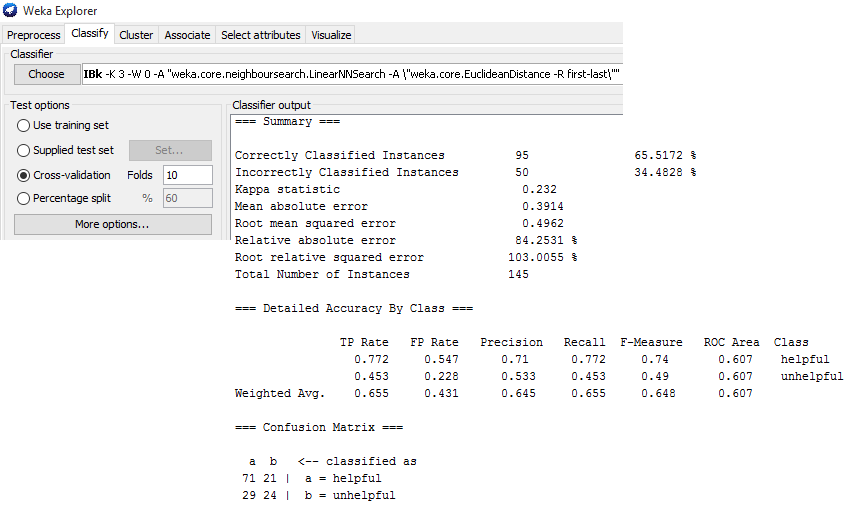 Weka Explorer
Preprocess Classify Cluster Associate Select attributes Visualize
Classifier
Choose IBk -K 3 -W 0 -A "weka.core.neighboursearch.LinearNNSearch -A \"weka.core.EuclideanDistance -R first-last\""
Test options
Use training set
Supplied test set Set...
Cross-validation Folds 10
Percentage split % 60
More options...
Classifier output
=== Summary ===
Correctly Classified Instances 95 65.5172 %
Incorrectly Classified Instances 50 34.4828 %
Kappa statistic 0.232
Mean absolute error 0.3914
Root mean squared error 0.4962
Relative absolute error 84.2531 %
Root relative squared error 103.0055 %
Total Number of Instances 145
=== Detailed Accuracy By Class ===
TP Rate FP Rate Precision Recall F-Measure ROC Area Class
0.772 0.547 0.71 0.772 0.74 0.607 helpful
0.453 0.228 0.533 0.453 0.49 0.607 unhelpful
Weighted Avg. 0.655 0.431 0.645 0.655 0.648 0.607
=== Confusion Matrix ===
a b <-- classified as
71 21 | a = helpful
29 24 | b = unhelpful